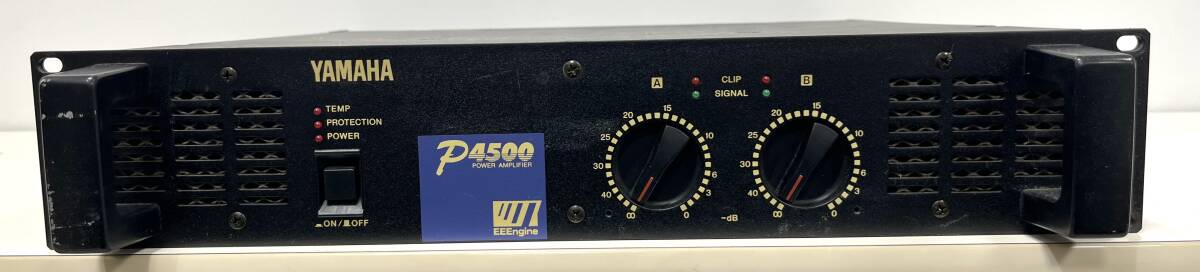 YAMAHA
TEMP
PROTECTION
POWER
ON/OFF
P4500
POWER AMPLIFIER
EEEngine
A
CLIP
SIGNAL
B
∞ 40 30 25 20 15 10 6 3 0
-dB
∞ 40 30 25 20 15 10 6 3 0